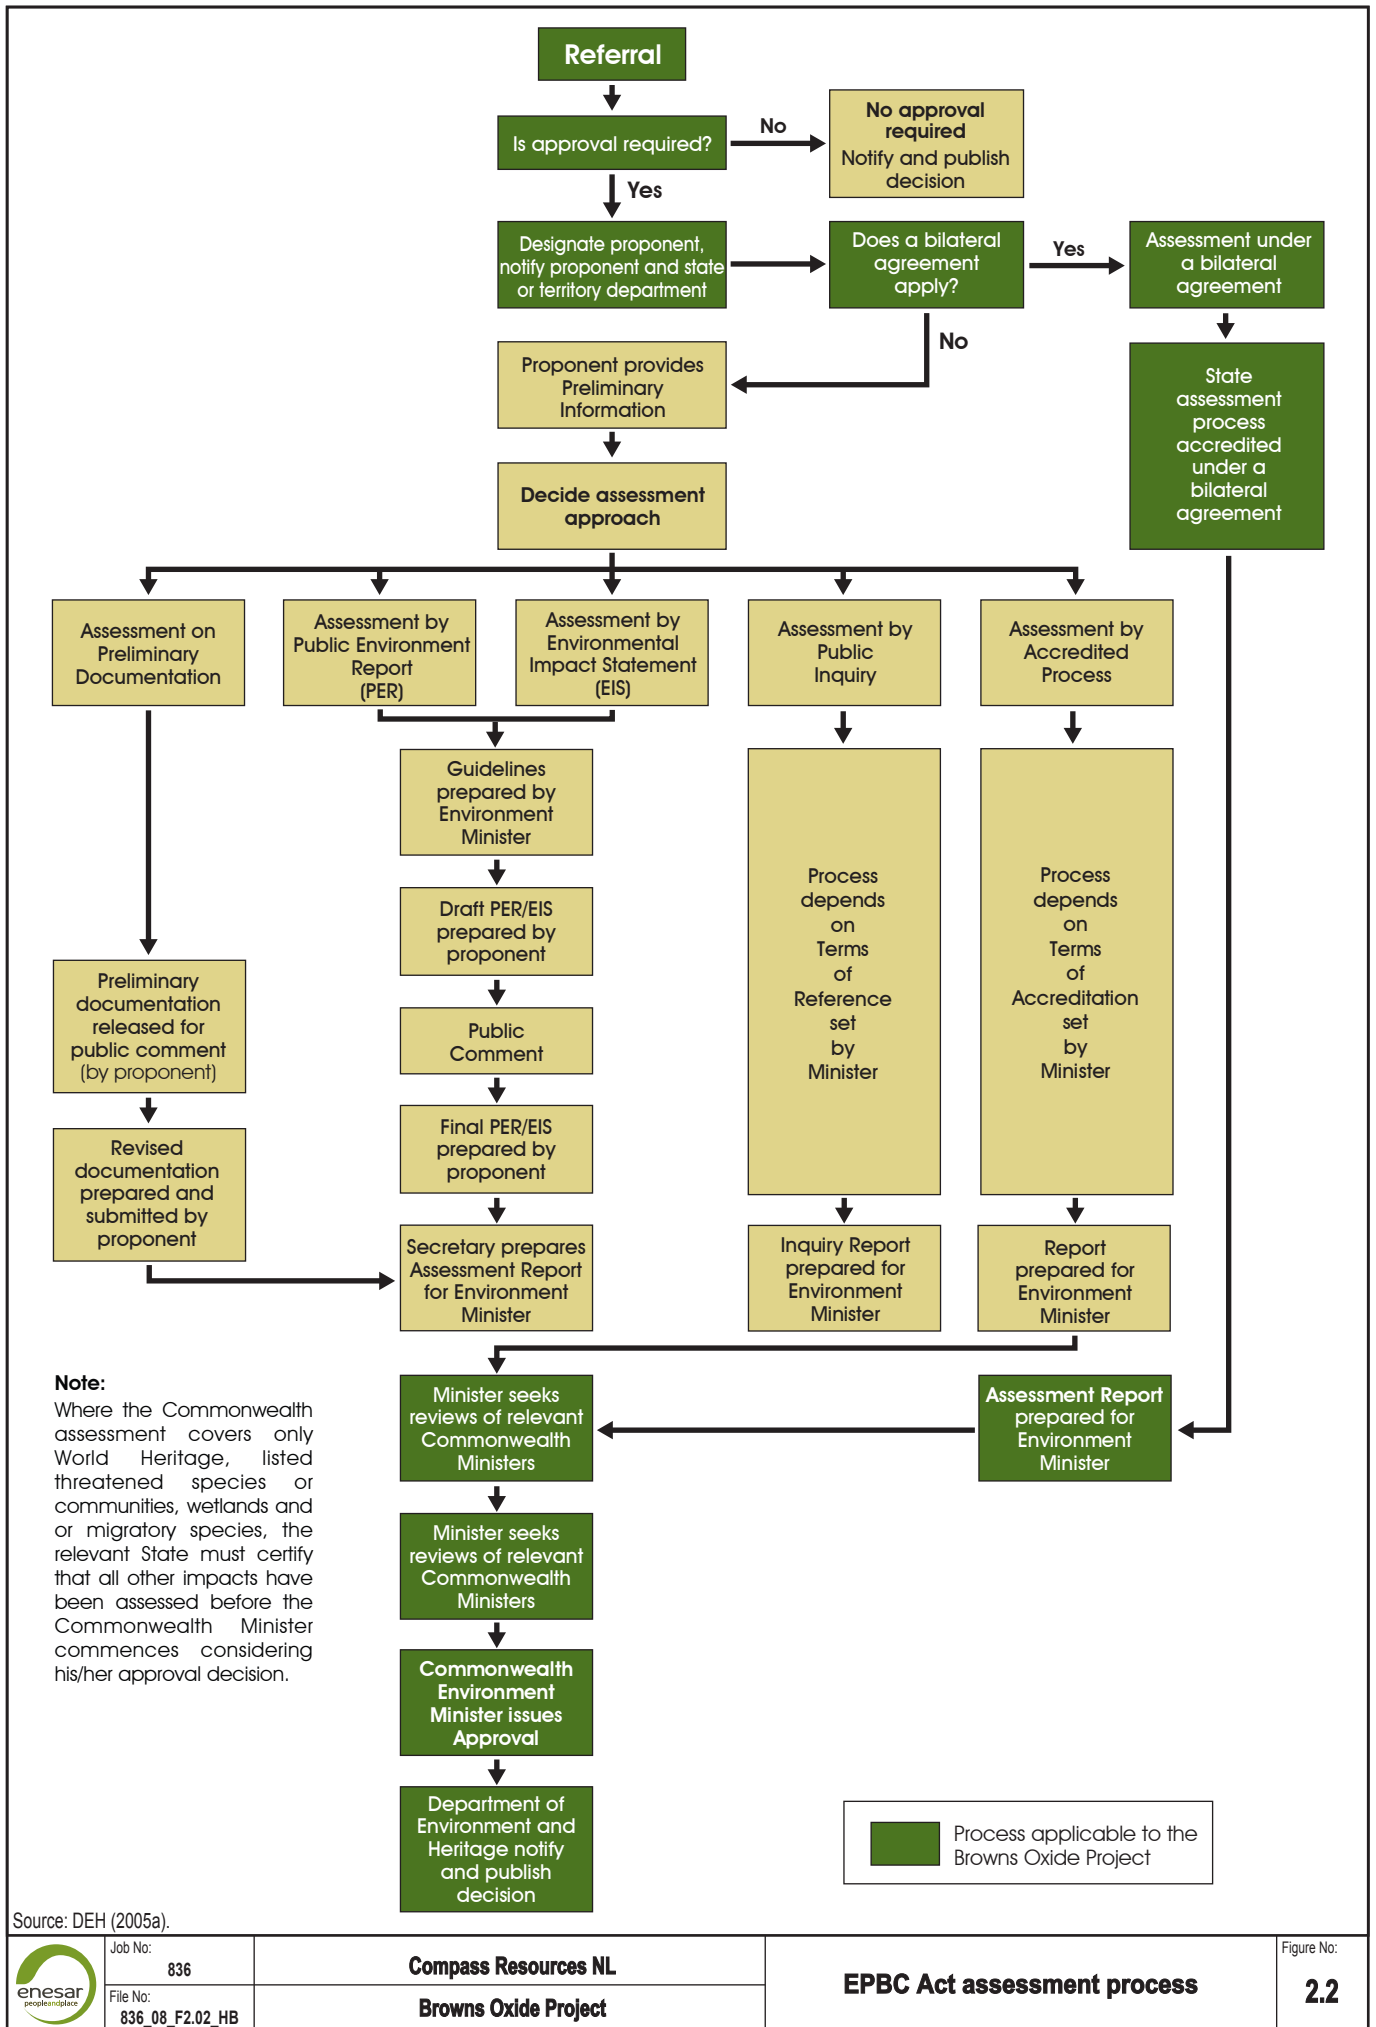 Referral
Is approval required?
No
No approval
required
Notify and publish
decision
Yes
Designate proponent,
notify proponent and state
or territory department
Does a bilateral
agreement
apply?
Yes
Assessment under
a bilateral
agreement
No
Proponent provides
Preliminary
Information
State
assessment
process
accredited
under a
bilateral
agreement
Decide assessment
approach
Assessment on
Preliminary
Documentation
Assessment by
Public Environment
Report
(PER)
Assessment by
Environmental
Impact Statement
(EIS)
Assessment by
Public
Inquiry
Assessment by
Accredited
Process
Guidelines
prepared by
Environment
Minister
Draft PER/EIS
prepared by
proponent
Public
Comment
Final PER/EIS
prepared by
proponent
Process
depends
on
Terms
of
Reference
set
by
Minister
Process
depends
on
Terms
of
Accreditation
set
by
Minister
Preliminary
documentation
released for
public comment
(by proponent)
Revised
documentation
prepared and
submitted by
proponent
Secretary prepares
Assessment Report
for Environment
Minister
Inquiry Report
prepared for
Environment
Minister
Report
prepared for
Environment
Minister
Note:
Where the Commonwealth
assessment covers only
World Heritage, listed
threatened species or
communities, wetlands and
or migratory species, the
relevant State must certify
that all other impacts have
been assessed before the
Commonwealth Minister
commences considering
his/her approval decision.
Minister seeks
reviews of relevant
Commonwealth
Ministers
Assessment Report
prepared for
Environment
Minister
Minister seeks
reviews of relevant
Commonwealth
Ministers
Commonwealth
Environment
Minister issues
Approval
Department of
Environment and
Heritage notify
and publish
decision
Process applicable to the
Browns Oxide Project
Source: DEH (2005a).
enesar
peopleandplace
Job No:
836
File No:
836_08_F2.02_HB
Compass Resources NL
Browns Oxide Project
EPBC Act assessment process
Figure No:
2.2